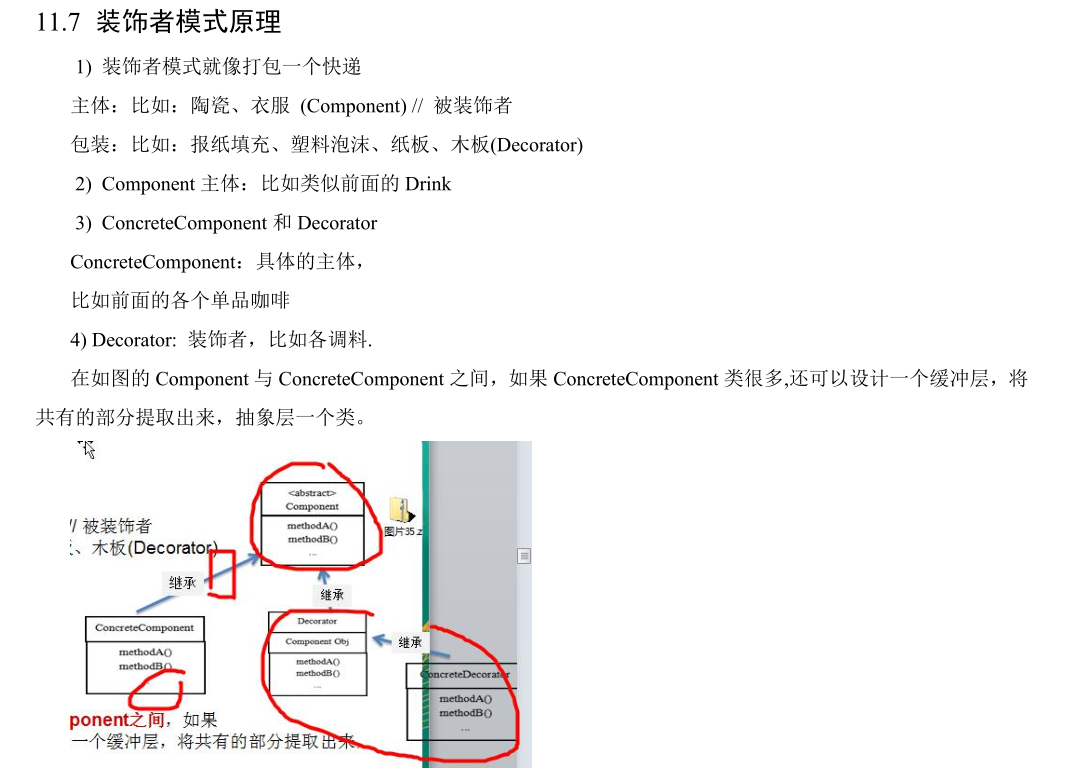 11.7 装饰者模式原理
1) 装饰者模式就像打包一个快递
主体：比如：陶瓷、衣服 (Component) // 被装饰者
包装：比如：报纸填充、塑料泡沫、纸板、木板(Decorator)
2) Component 主体：比如类似前面的 Drink
3) ConcreteComponent 和 Decorator
ConcreteComponent：具体的主体，
比如前面的各个单品咖啡
4) Decorator: 装饰者，比如各调料.
在如图的 Component 与 ConcreteComponent 之间，如果 ConcreteComponent 类很多,还可以设计一个缓冲层，将
共有的部分提取出来，抽象层一个类。
<abstract>
Component
methodA()
methodB()
...
图片35.z
// 被装饰者
、木板(Decorator)
继承
继承
ConcreteComponent
methodA()
methodB()
Decorator
Component Obj
methodA()
methodB()
...
继承
ConcreteDecorator
methodA()
methodB()
...
ponent之间，如果
一个缓冲层，将共有的部分提取出来，